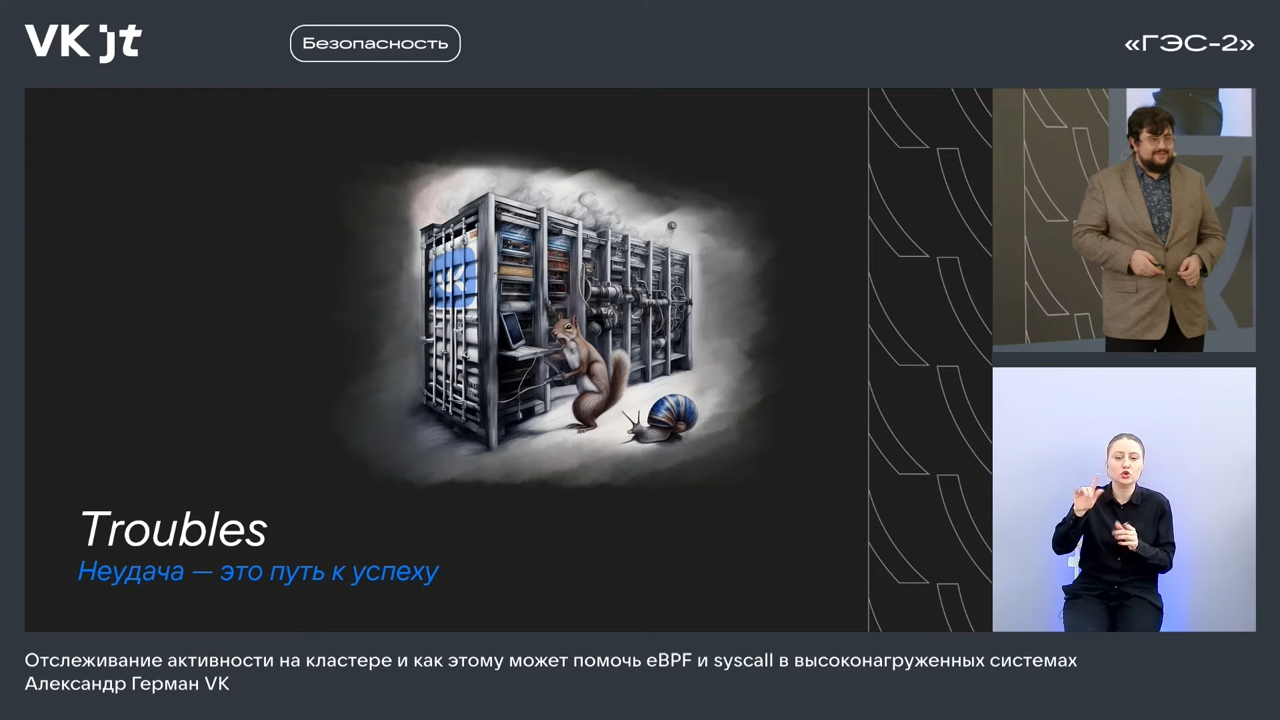 VK jt
Безопасность
«ГЭС-2»
Troubles
Неудача — это путь к успеху
Отслеживание активности на кластере и как этому может помочь eBPF и syscall в высоконагруженных системах
Александр Герман VK